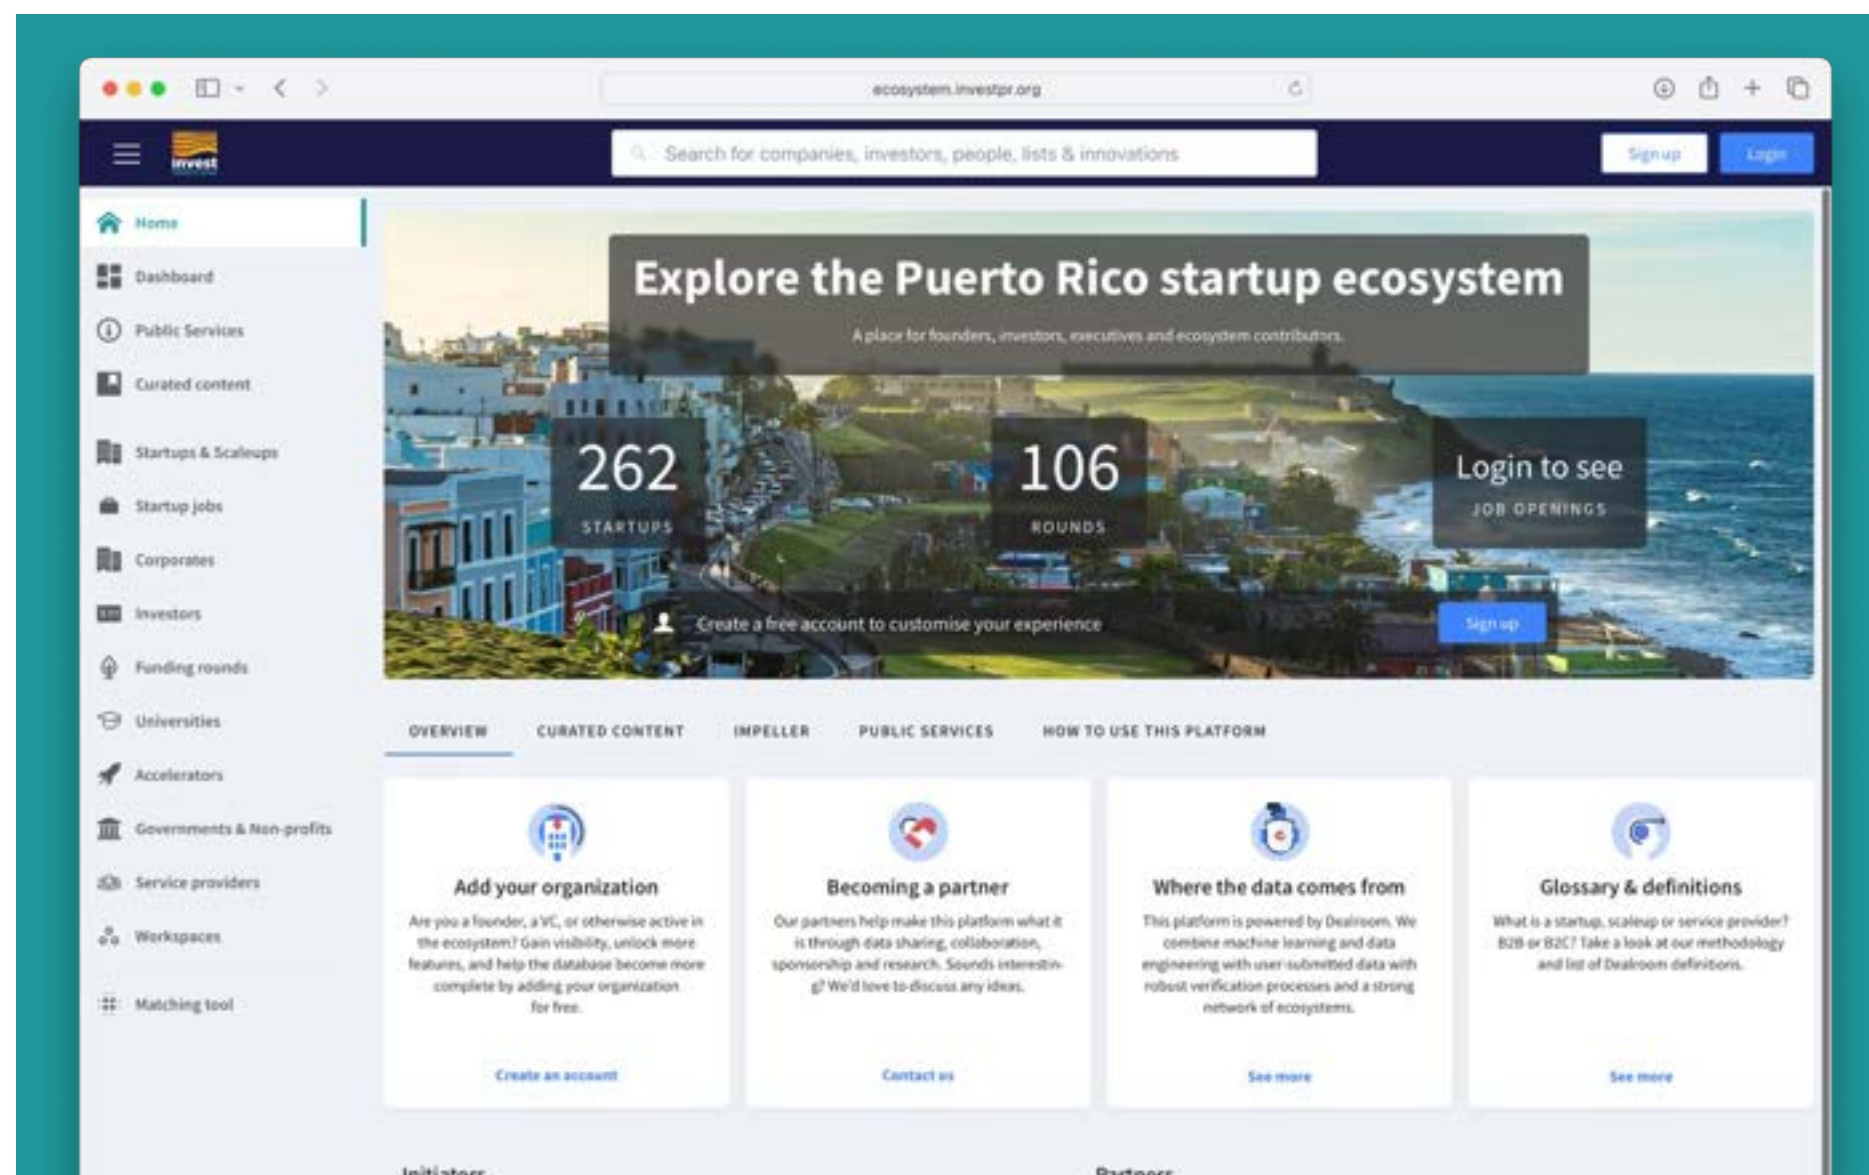 ecosystem.investpr.org
invest
Search for companies, investors, people, lists & innovations
Sign up
Login
Home
Dashboard
Public Services
Curated content
Startups & Scaleups
Startup jobs
Corporates
Investors
Funding rounds
Universities
Accelerators
Governments & Non-profits
Service providers
Workspaces
Matching tool
Explore the Puerto Rico startup ecosystem
A place for founders, investors, executives and ecosystem contributors.
262
STARTUPS
106
ROUNDS
Login to see
JOB OPENINGS
Create a free account to customise your experience
Sign up
OVERVIEW
CURATED CONTENT
IMPELLER
PUBLIC SERVICES
HOW TO USE THIS PLATFORM
Add your organization
Are you a founder, a VC, or otherwise active in
the ecosystem? Gain visibility, unlock more
features, and help the database become more
complete by adding your organization
for free.
Create an account
Becoming a partner
Our partners help make this platform what it
is through data sharing, collaboration,
sponsorship and research. Sounds interestin-
g? We'd love to discuss any ideas.
Contact us
Where the data comes from
This platform is powered by Dealroom. We
combine machine learning and data
engineering with user-submitted data with
robust verification processes and a strong
network of ecosystems.
See more
Glossary & definitions
What is a startup, scaleup or service provider?
B2B or B2C? Take a look at our methodology
and list of Dealroom definitions.
See more
Initiators
Partners